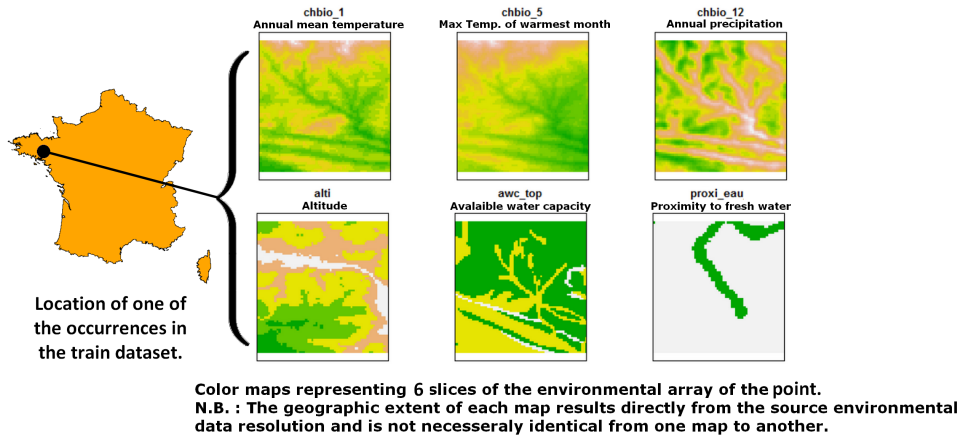 chbio_1
Annual mean temperature
chbio_5
Max Temp. of warmest month
chbio_12
Annual precipitation
alti
Altitude
awc_top
Avalaible water capacity
proxi_eau
Proximity to fresh water
Location of one of
the occurrences in
the train dataset.
Color maps representing 6 slices of the environmental array of the point.
N.B. : The geographic extent of each map results directly from the source environmental
data resolution and is not necesseraly identical from one map to another.